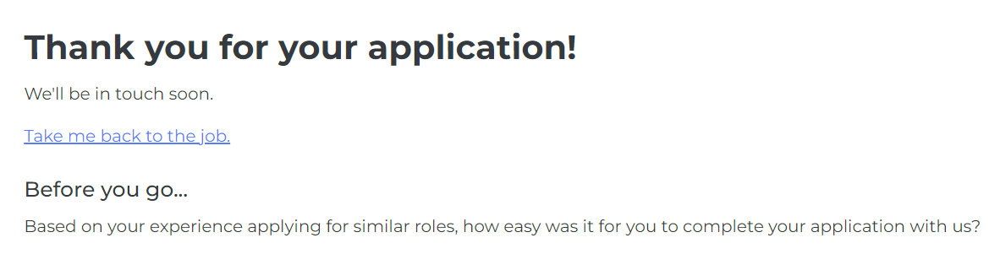 Thank you for your application!
We'll be in touch soon.
Take me back to the job.
Before you go...
Based on your experience applying for similar roles, how easy was it for you to complete your application with us?